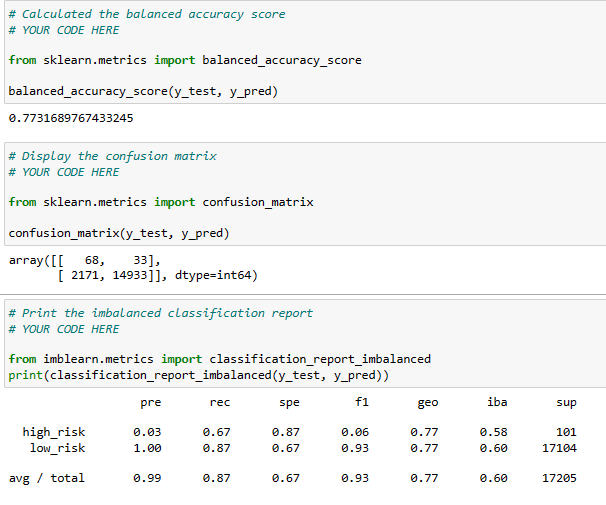 # Calculated the balanced accuracy score
# YOUR CODE HERE
from sklearn.metrics import balanced_accuracy_score
balanced_accuracy_score(y_test, y_pred)
0.7731689767433245
# Display the confusion matrix
# YOUR CODE HERE
from sklearn.metrics import confusion_matrix
confusion_matrix(y_test, y_pred)
array([[   68,    33],
       [ 2171, 14933]], dtype=int64)
# Print the imbalanced classification report
# YOUR CODE HERE
from imblearn.metrics import classification_report_imbalanced
print(classification_report_imbalanced(y_test, y_pred))
pre rec spe f1 geo iba sup
high_risk 0.03 0.67 0.87 0.06 0.77 0.58 101
low_risk 1.00 0.87 0.67 0.93 0.77 0.60 17104
avg / total 0.99 0.87 0.67 0.93 0.77 0.60 17205